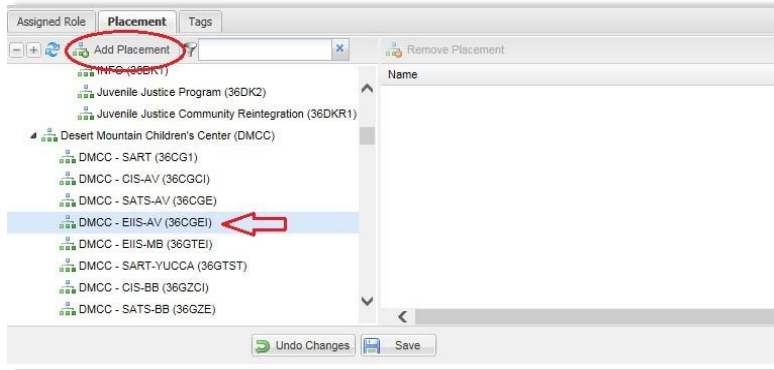 Assigned Role Placement Tags
Add Placement Remove Placement
INFO (36DK1)
Name
Juvenile Justice Program (36DK2)
Juvenile Justice Community Reintegration (36DKR1)
Desert Mountain Children's Center (DMCC)
DMCC - SART (36CG1)
DMCC - CIS-AV (36CGCI)
DMCC - SATS-AV (36CGE)
DMCC - EIIS-AV (36CGEI)
DMCC - EIIS-MB (36GTEI)
DMCC - SART-YUCCA (36GTST)
DMCC - CIS-BB (36GZCI)
DMCC - SATS-BB (36GZE)
Undo Changes Save